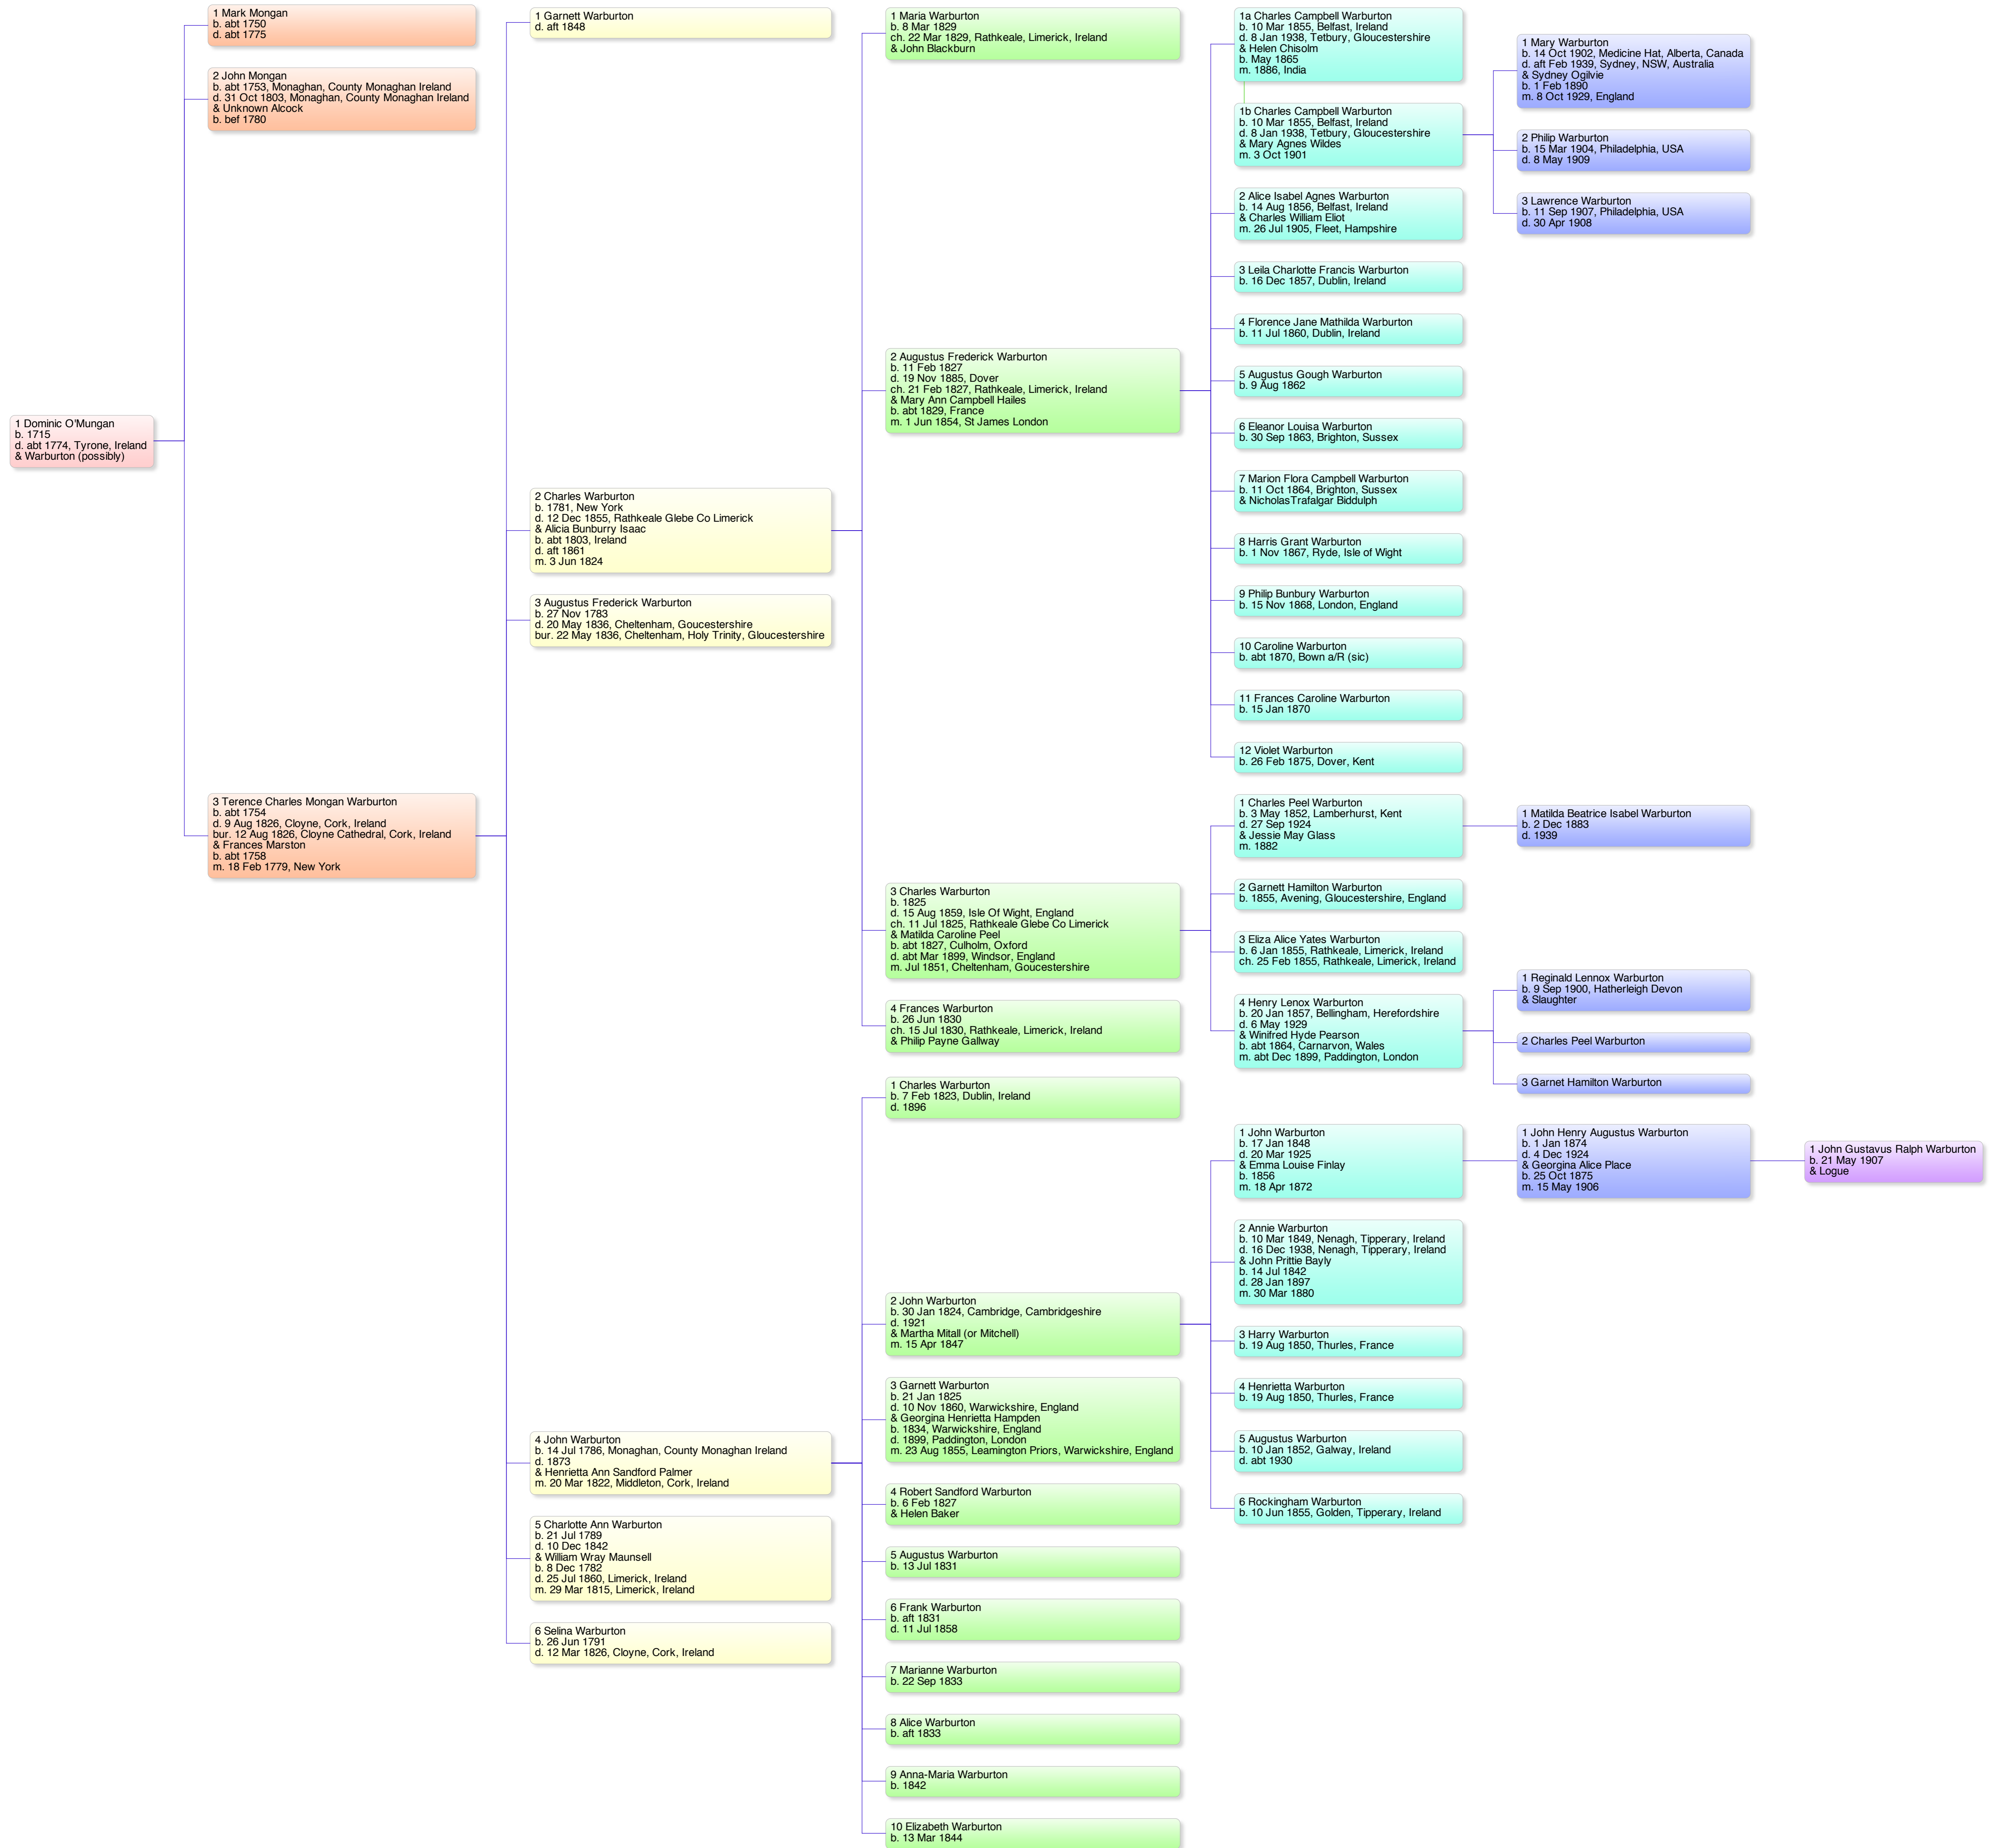 1 Dominic O'Mungan
b. 1715
d. abt 1774, Tyrone, Ireland
& Warburton (possibly)
1 Mark Mongan
b. abt 1750
d. abt 1775
2 John Mongan
b. abt 1753, Monaghan, County Monaghan Ireland
d. 31 Oct 1803, Monaghan, County Monaghan Ireland
& Unknown Alcock
b. bef 1780
3 Terence Charles Mongan Warburton
b. abt 1754
d. 9 Aug 1826, Cloyne, Cork, Ireland
bur. 12 Aug 1826, Cloyne Cathedral, Cork, Ireland
& Frances Marston
b. abt 1758
m. 18 Feb 1779, New York
1 Garnett Warburton
d. aft 1848
2 Charles Warburton
b. 1781, New York
d. 12 Dec 1855, Rathkeale Glebe Co Limerick
& Alicia Bunburry Isaac
b. abt 1803, Ireland
d. aft 1861
m. 3 Jun 1824
3 Augustus Frederick Warburton
b. 27 Nov 1783
d. 20 May 1836, Cheltenham, Goucestershire
bur. 22 May 1836, Cheltenham, Holy Trinity, Gloucestershire
4 John Warburton
b. 14 Jul 1786, Monaghan, County Monaghan Ireland
d. 1873
& Henrietta Ann Sandford Palmer
m. 20 Mar 1822, Middleton, Cork, Ireland
5 Charlotte Ann Warburton
b. 21 Jul 1789
d. 10 Dec 1842
& William Wray Maunsell
b. 8 Dec 1782
d. 25 Jul 1860, Limerick, Ireland
m. 29 Mar 1815, Limerick, Ireland
6 Selina Warburton
b. 26 Jun 1791
d. 12 Mar 1826, Cloyne, Cork, Ireland
1 Maria Warburton
b. 8 Mar 1829
ch. 22 Mar 1829, Rathkeale, Limerick, Ireland
& John Blackburn
2 Augustus Frederick Warburton
b. 11 Feb 1827
d. 19 Nov 1885, Dover
ch. 21 Feb 1827, Rathkeale, Limerick, Ireland
& Mary Ann Campbell Hailes
b. abt 1829, France
m. 1 Jun 1854, St James London
3 Charles Warburton
b. 1825
d. 15 Aug 1859, Isle Of Wight, England
ch. 11 Jul 1825, Rathkeale Glebe Co Limerick
& Matilda Caroline Peel
b. abt 1827, Culholm, Oxford
d. abt Mar 1899, Windsor, England
m. Jul 1851, Cheltenham, Goucestershire
4 Frances Warburton
b. 26 Jun 1830
ch. 15 Jul 1830, Rathkeale, Limerick, Ireland
& Philip Payne Gallway
1 Charles Warburton
b. 7 Feb 1823, Dublin, Ireland
d. 1896
2 John Warburton
b. 30 Jan 1824, Cambridge, Cambridgeshire
d. 1921
& Martha Mitall (or Mitchell)
m. 15 Apr 1847
3 Garnett Warburton
b. 21 Jan 1825
d. 10 Nov 1860, Warwickshire, England
& Georgina Henrietta Hampden
b. 1834, Warwickshire, England
d. 1899, Paddington, London
m. 23 Aug 1855, Leamington Priors, Warwickshire, England
4 Robert Sandford Warburton
b. 6 Feb 1827
& Helen Baker
5 Augustus Warburton
b. 13 Jul 1831
6 Frank Warburton
b. aft 1831
d. 11 Jul 1858
7 Marianne Warburton
b. 22 Sep 1833
8 Alice Warburton
b. aft 1833
9 Anna-Maria Warburton
b. 1842
10 Elizabeth Warburton
b. 13 Mar 1844
1a Charles Campbell Warburton
b. 10 Mar 1855, Belfast, Ireland
d. 8 Jan 1938, Tetbury, Gloucestershire
& Helen Chisolm
b. May 1865
m. 1886, India
1b Charles Campbell Warburton
b. 10 Mar 1855, Belfast, Ireland
d. 8 Jan 1938, Tetbury, Gloucestershire
& Mary Agnes Wildes
m. 3 Oct 1901
2 Alice Isabel Agnes Warburton
b. 14 Aug 1856, Belfast, Ireland
& Charles William Eliot
m. 26 Jul 1905, Fleet, Hampshire
3 Leila Charlotte Francis Warburton
b. 16 Dec 1857, Dublin, Ireland
4 Florence Jane Mathilda Warburton
b. 11 Jul 1860, Dublin, Ireland
5 Augustus Gough Warburton
b. 9 Aug 1862
6 Eleanor Louisa Warburton
b. 30 Sep 1863, Brighton, Sussex
7 Marion Flora Campbell Warburton
b. 11 Oct 1864, Brighton, Sussex
& NicholasTrafalgar Biddulph
8 Harris Grant Warburton
b. 1 Nov 1867, Ryde, Isle of Wight
9 Philip Bunbury Warburton
b. 15 Nov 1868, London, England
10 Caroline Warburton
b. abt 1870, Bown a/R (sic)
11 Frances Caroline Warburton
b. 15 Jan 1870
12 Violet Warburton
b. 26 Feb 1875, Dover, Kent
1 Charles Peel Warburton
b. 3 May 1852, Lamberhurst, Kent
d. 27 Sep 1924
& Jessie May Glass
m. 1882
2 Garnett Hamilton Warburton
b. 1855, Avening, Gloucestershire, England
3 Eliza Alice Yates Warburton
b. 6 Jan 1855, Rathkeale, Limerick, Ireland
ch. 25 Feb 1855, Rathkeale, Limerick, Ireland
4 Henry Lenox Warburton
b. 20 Jan 1857, Bellingham, Herefordshire
d. 6 May 1929
& Winifred Hyde Pearson
b. abt 1864, Carnarvon, Wales
m. abt Dec 1899, Paddington, London
1 John Warburton
b. 17 Jan 1848
d. 20 Mar 1925
& Emma Louise Finlay
b. 1856
m. 18 Apr 1872
2 Annie Warburton
b. 10 Mar 1849, Nenagh, Tipperary, Ireland
d. 16 Dec 1938, Nenagh, Tipperary, Ireland
& John Prittie Bayly
b. 14 Jul 1842
d. 28 Jan 1897
m. 30 Mar 1880
3 Harry Warburton
b. 19 Aug 1850, Thurles, France
4 Henrietta Warburton
b. 19 Aug 1850, Thurles, France
5 Augustus Warburton
b. 10 Jan 1852, Galway, Ireland
d. abt 1930
6 Rockingham Warburton
b. 10 Jun 1855, Golden, Tipperary, Ireland
1 Mary Warburton
b. 14 Oct 1902, Medicine Hat, Alberta, Canada
d. aft Feb 1939, Sydney, NSW, Australia
& Sydney Ogilvie
b. 1 Feb 1890
m. 8 Oct 1929, England
2 Philip Warburton
b. 15 Mar 1904, Philadelphia, USA
d. 8 May 1909
3 Lawrence Warburton
b. 11 Sep 1907, Philadelphia, USA
d. 30 Apr 1908
1 Matilda Beatrice Isabel Warburton
b. 2 Dec 1883
d. 1939
1 Reginald Lennox Warburton
b. 9 Sep 1900, Hatherleigh Devon
& Slaughter
2 Charles Peel Warburton
3 Garnet Hamilton Warburton
1 John Henry Augustus Warburton
b. 1 Jan 1874
d. 4 Dec 1924
& Georgina Alice Place
b. 25 Oct 1875
m. 15 May 1906
1 John Gustavus Ralph Warburton
b. 21 May 1907
& Logue